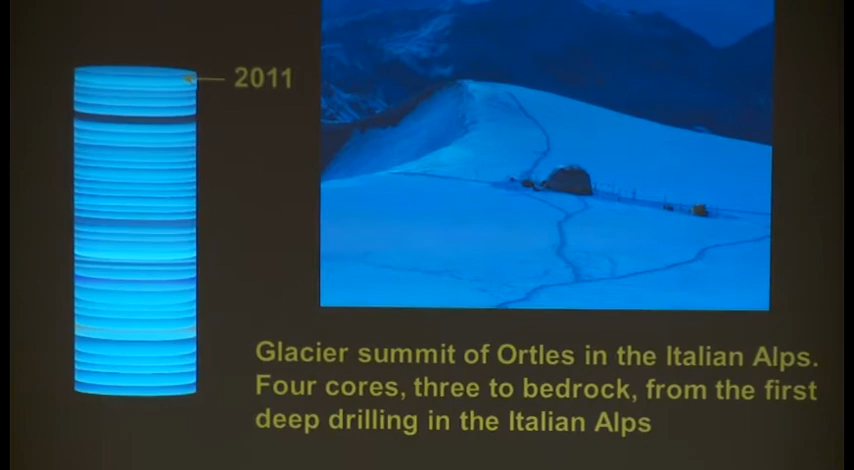 2011
Glacier summit of Ortles in the Italian Alps.
Four cores, three to bedrock, from the first
deep drilling in the Italian Alps